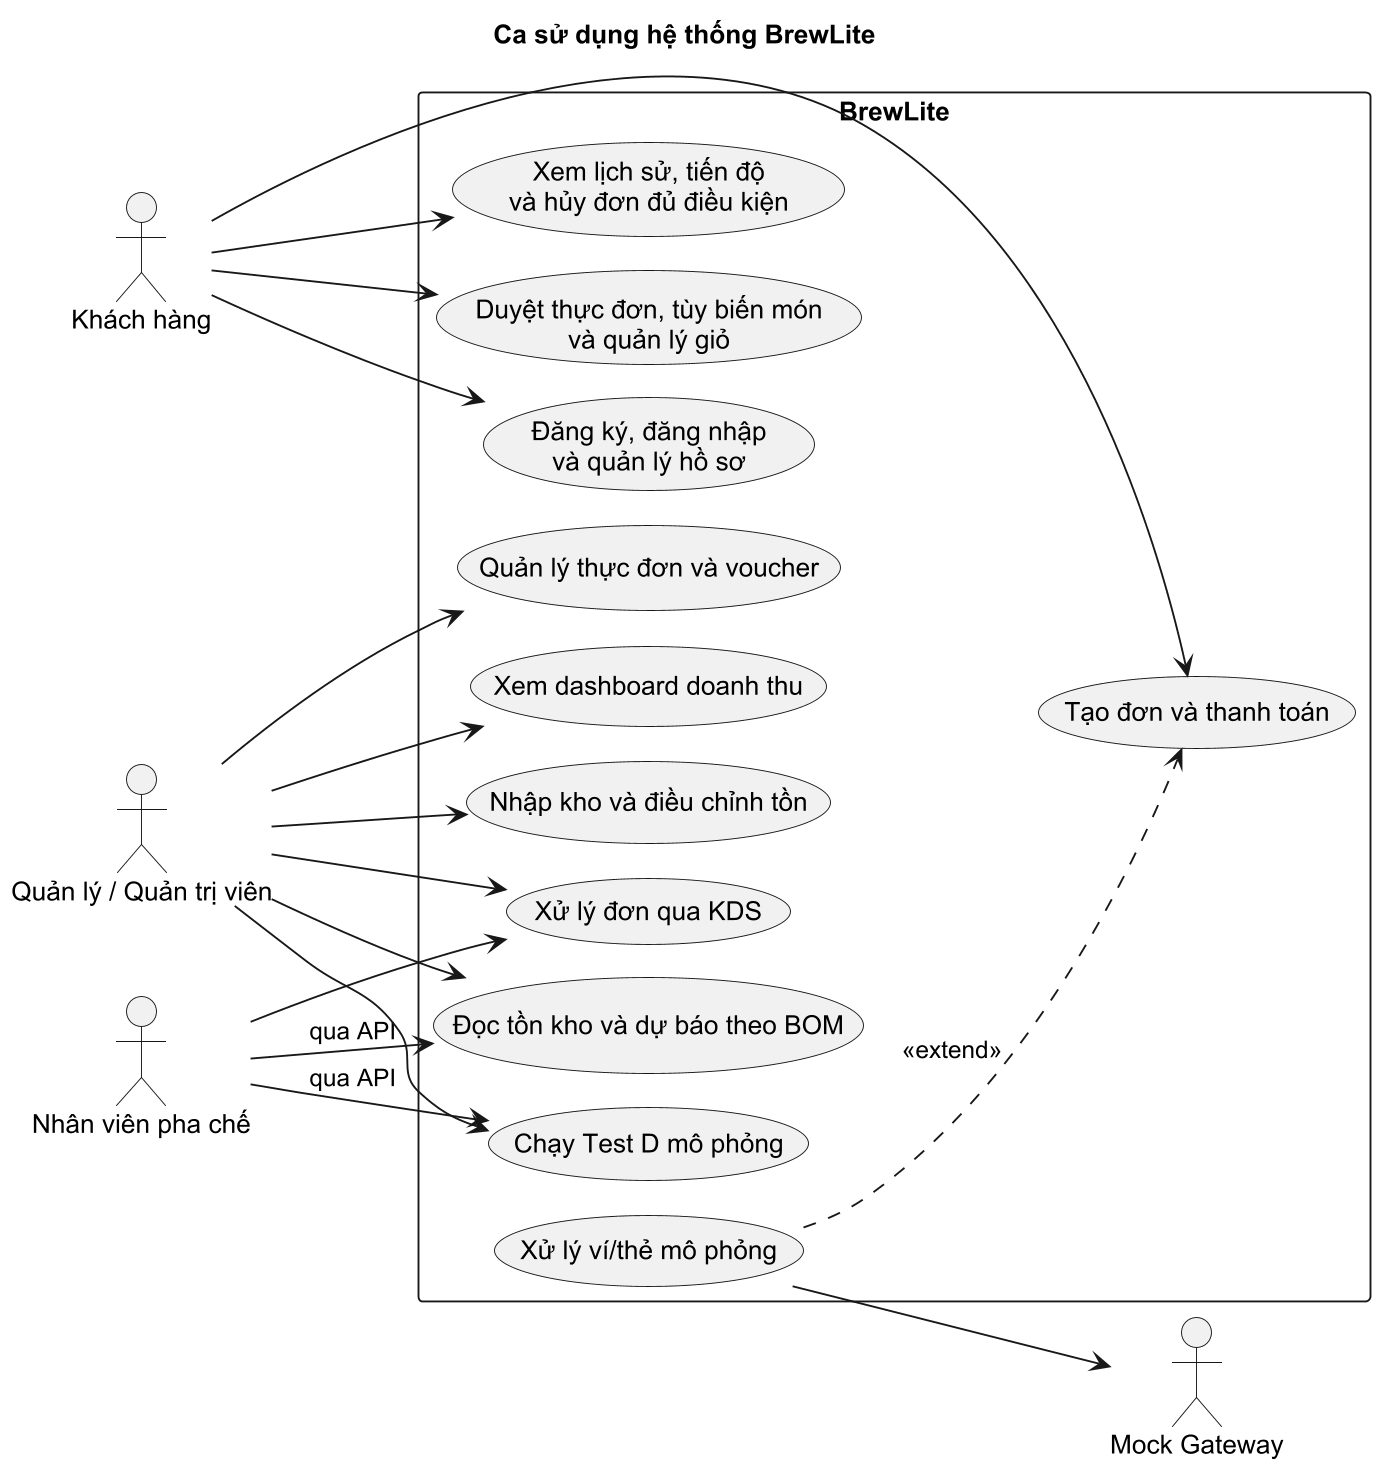 Ca sử dụng hệ thống BrewLite
BrewLite
Xem lịch sử, tiến độ
và hủy đơn đủ điều kiện
Khách hàng
Duyệt thực đơn, tùy biến món
và quản lý giỏ
Đăng ký, đăng nhập
và quản lý hồ sơ
Quản lý thực đơn và voucher
Xem dashboard doanh thu
Tạo đơn và thanh toán
Nhập kho và điều chỉnh tồn
Quản lý / Quản trị viên
Xử lý đơn qua KDS
Đọc tồn kho và dự báo theo BOM
qua API
«extend»
qua API
Nhân viên pha chế
Chạy Test D mô phỏng
Xử lý ví/thẻ mô phỏng
Mock Gateway